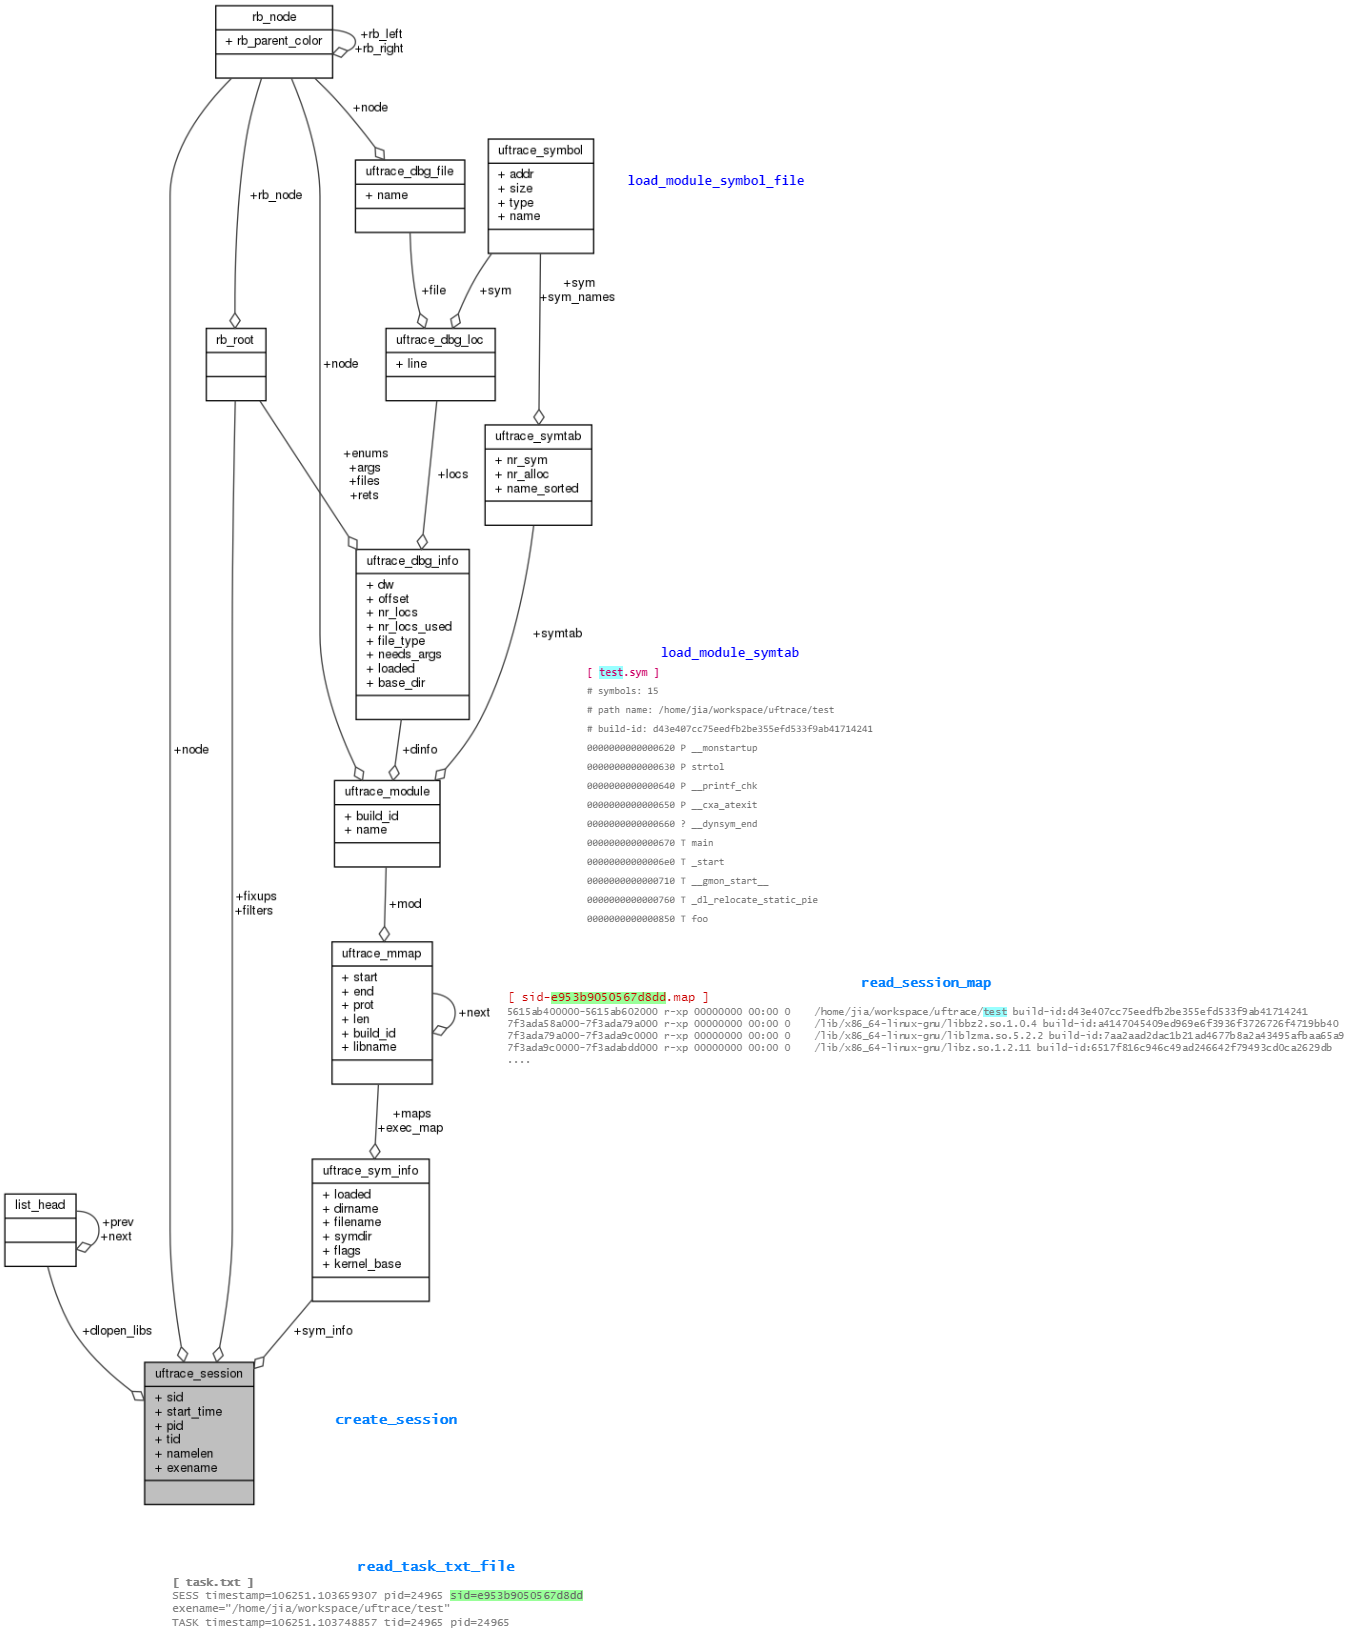 rb_node
+ rb_parent_color
+rb_left
+rb_right
+node
uftrace_dbg_file
+ name
uftrace_symbol
+ addr
+ size
+ type
+ name
load_module_symbol_file
+rb_node
+file
+sym
+sym
+sym_names
rb_root
uftrace_dbg_loc
+ line
+node
+enums
+args
+files
+rets
+locs
uftrace_symtab
+ nr_sym
+ nr_alloc
+ name_sorted
uftrace_dbg_info
+ dw
+ offset
+ nr_locs
+ nr_locs_used
+ file_type
+ needs_args
+ loaded
+ base_dir
+symtab
load_module_symtab
[ test.sym ]
# symbols: 15
# path name: /home/jia/workspace/uftrace/test
# build-id: d43e407cc75eedfb2be355efd533f9ab41714241
0000000000000620 P __monstartup
0000000000000630 P strtol
0000000000000640 P __printf_chk
0000000000000650 P __cxa_atexit
0000000000000660 ? __dynsym_end
0000000000000670 T main
00000000000006e0 T _start
0000000000000710 T __gmon_start__
0000000000000760 T _dl_relocate_static_pie
0000000000000850 T foo
+node
+dinfo
uftrace_module
+ build_id
+ name
+fixups
+filters
+mod
uftrace_mmap
+ start
+ end
+ prot
+ len
+ build_id
+ libname
+next
read_session_map
[ sid-e953b9050567d8dd.map ]
5615ab400000-5615ab602000 r-xp 00000000 00:00 0    /home/jia/workspace/uftrace/test build-id:d43e407cc75eedfb2be355efd533f9ab41714241
7f3ada58a000-7f3ada79a000 r-xp 00000000 00:00 0    /lib/x86_64-linux-gnu/libbz2.so.1.0.4 build-id:a4147045409ed969e6f3936f3726726f4719bb40
7f3ada79a000-7f3ada9c0000 r-xp 00000000 00:00 0    /lib/x86_64-linux-gnu/liblzma.so.5.2.2 build-id:7aa2aad2dac1b21ad4677b8a2a43495afbaa65a9
7f3ada9c0000-7f3adabdd000 r-xp 00000000 00:00 0    /lib/x86_64-linux-gnu/libz.so.1.2.11 build-id:6517f816c946c49ad246642f79493cd0ca2629db
....
+maps
+exec_map
uftrace_sym_info
+ loaded
+ dirname
+ filename
+ symdir
+ flags
+ kernel_base
list_head
+prev
+next
+dlopen_libs
+sym_info
uftrace_session
+ sid
+ start_time
+ pid
+ tid
+ namelen
+ exename
create_session
read_task_txt_file
[ task.txt ]
SESS timestamp=106251.103659307 pid=24965 sid=e953b9050567d8dd
exename="/home/jia/workspace/uftrace/test"
TASK timestamp=106251.103748857 tid=24965 pid=24965